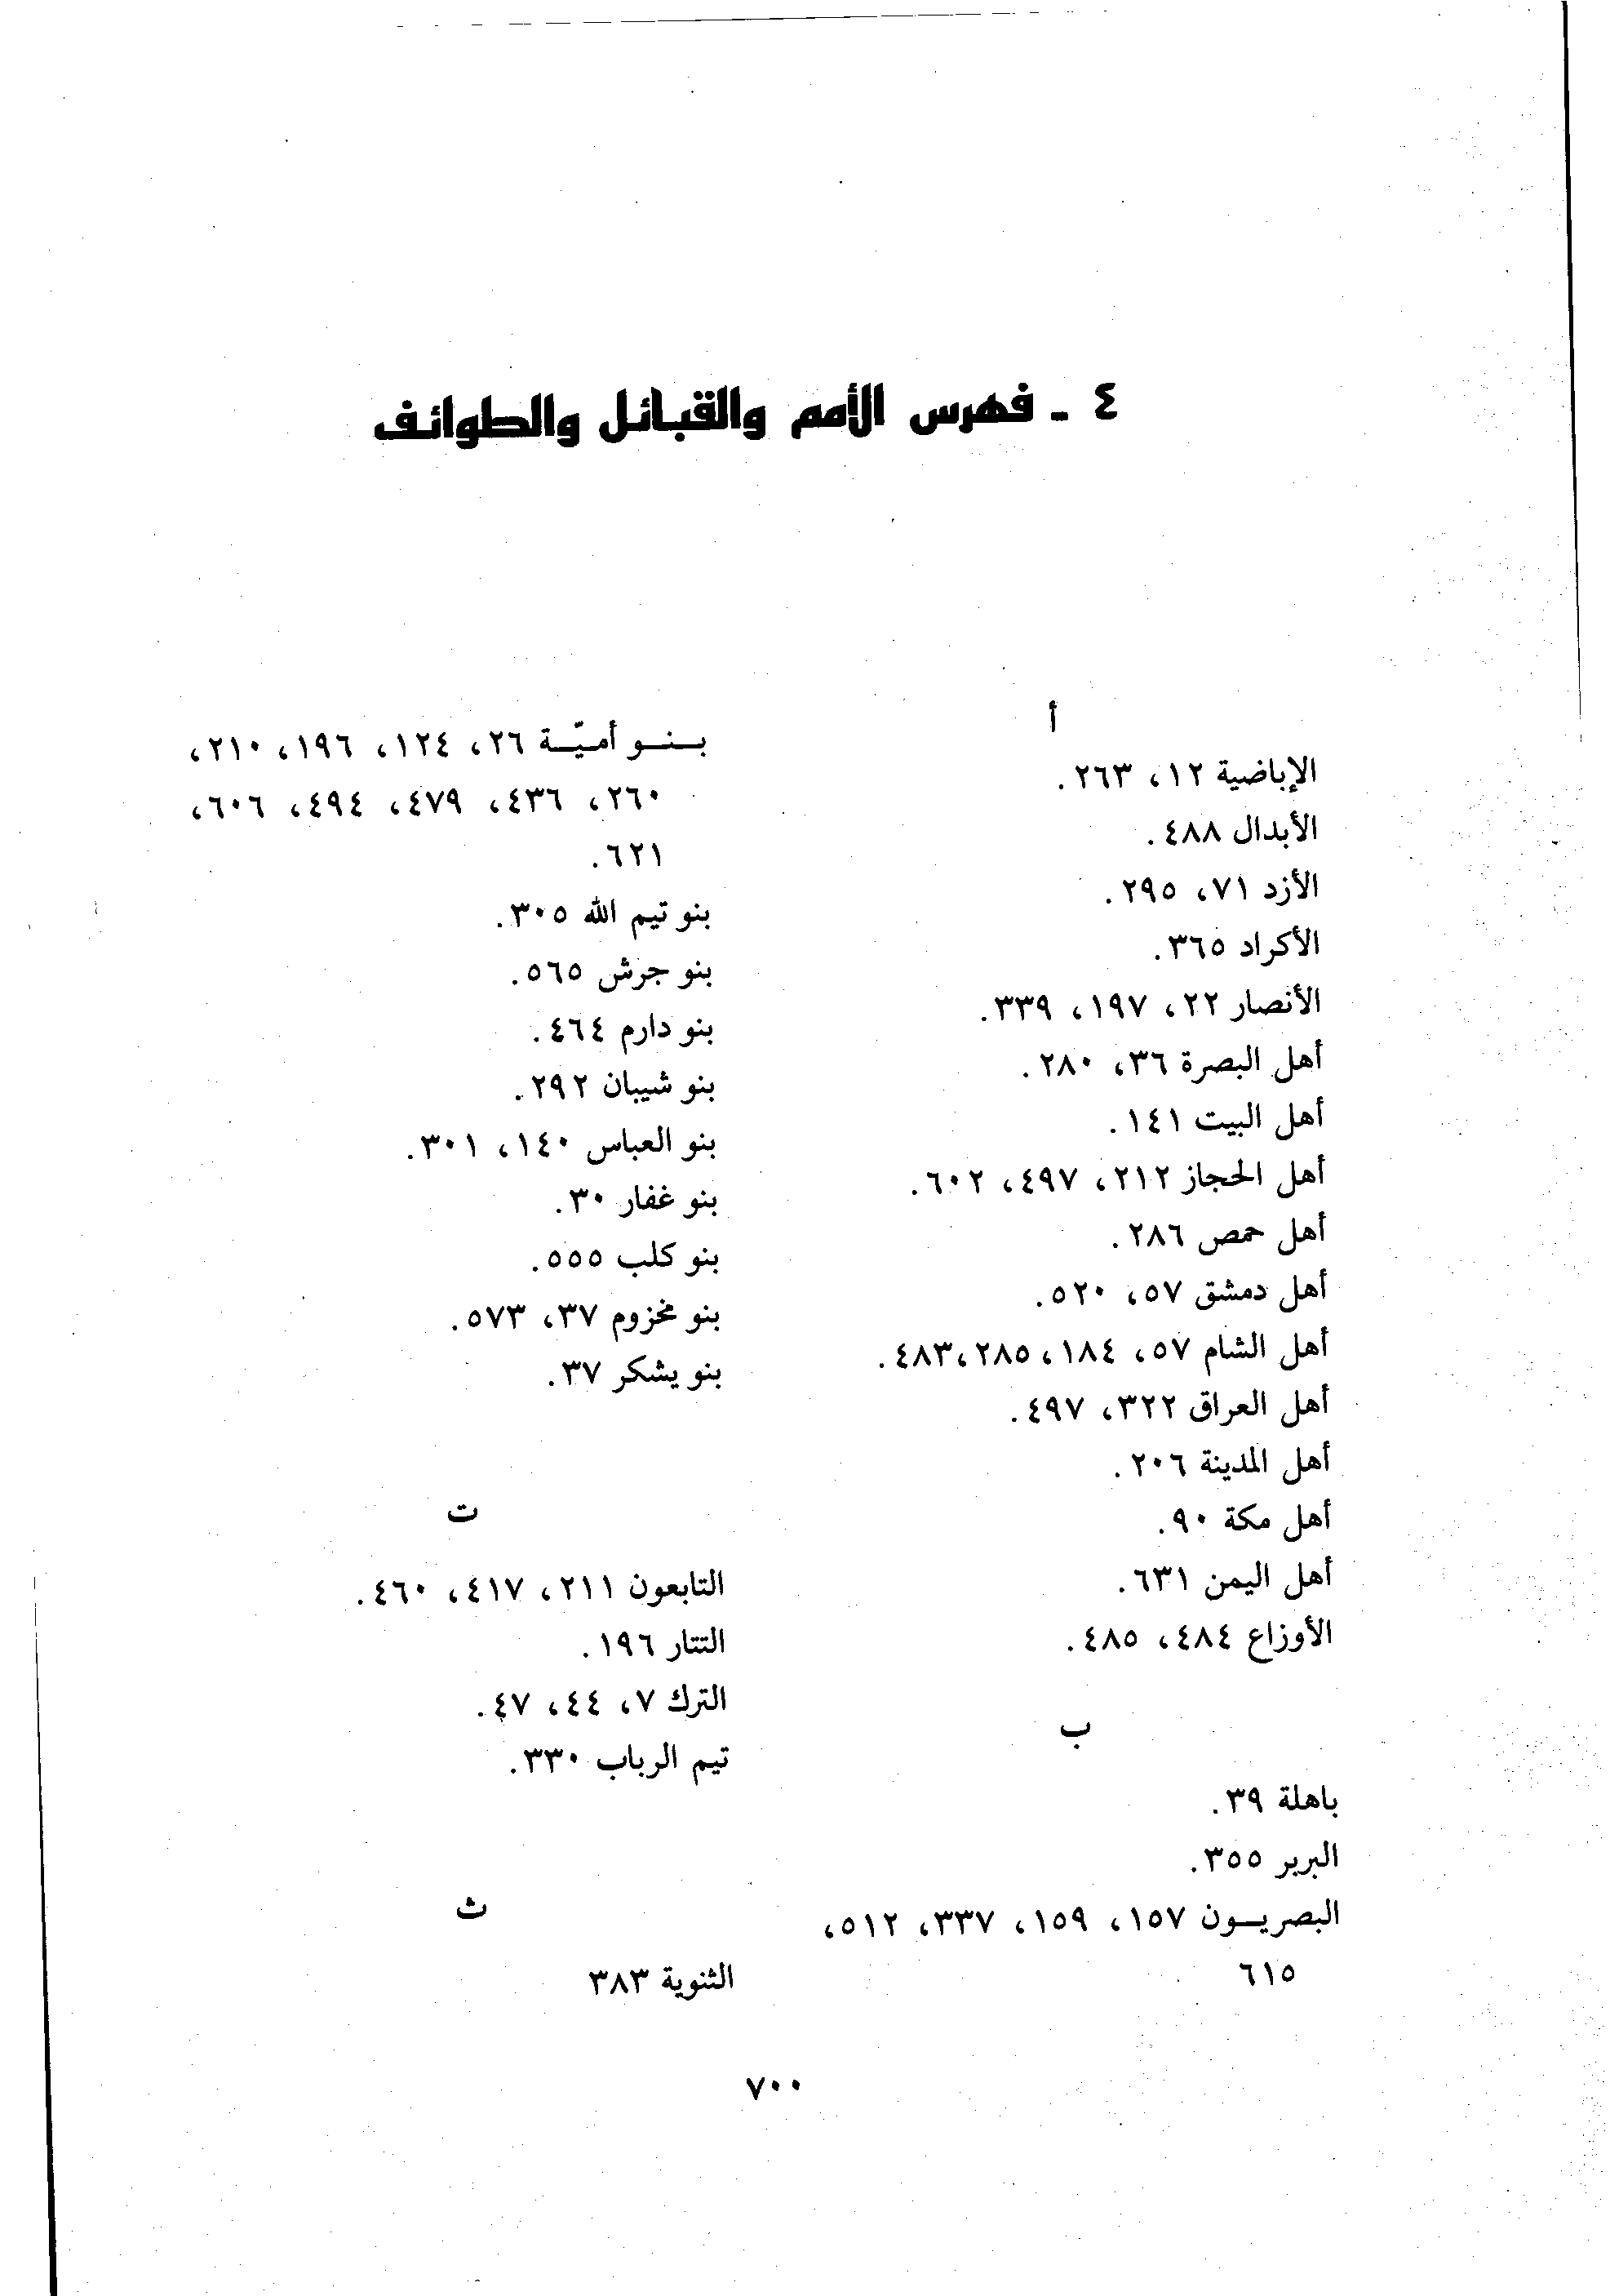 ٤ - فهرس الأمم والقبائل والطوائف
أ
الإباضية ١٢، ٢٦٣.
الأبدال ٤٨٨.
الأزد ٧١، ٢٩٥.
الأكراد ٣٦٥.
الأنصار ٢٢، ١٩٧، ٣٣٩.
أهل البصرة ٣٦، ٢٨٠.
أهل البيت ١٤١.
أهل الحجاز ٢١٢، ٤٩٧، ٦٠٢.
أهل حمص ٢٨٦.
أهل دمشق ٥٧، ٥٢٠.
أهل الشام ٥٧، ١٨٤، ٢٨٥، ٤٨٣.
أهل العراق ٣٢٢، ٤٩٧.
أهل المدينة ٢٠٦.
أهل مكة ٩٠.
أهل اليمن ٦٣١.
الأوزاع ٤٨٤، ٤٨٥.
ب
باهلة ٣٩.
البربر ٣٥٥.
البصريــون ١٥٧، ١٥٩، ٣٣٧، ٥١٢،
٦١٥
بــنــو أميّــة ٢٦، ١٢٤، ١٩٦، ٢١٠،
٢٦٠، ٤٣٦، ٤٧٩، ٤٩٤، ٦٠٦،
٦٢١.
بنو تيم الله ٣٠٥.
بنو جرش ٥٦٥.
بنو دارم ٤٦٤.
بنو شيبان ٢٩٢.
بنو العباس ١٤٠، ٣٠١.
بنو غفار ٣٠.
بنو كلب ٥٥٥.
بنو مخزوم ٣٧، ٥٧٣.
بنو يشكر ٣٧.
ت
التابعون ٢١١، ٤١٧، ٤٦٠.
التتار ١٩٦.
الترك ٧، ٤٤، ٤٧.
تيم الرباب ٣٣٠.
ث
الثنوية ٣٨٣
٧٠٠